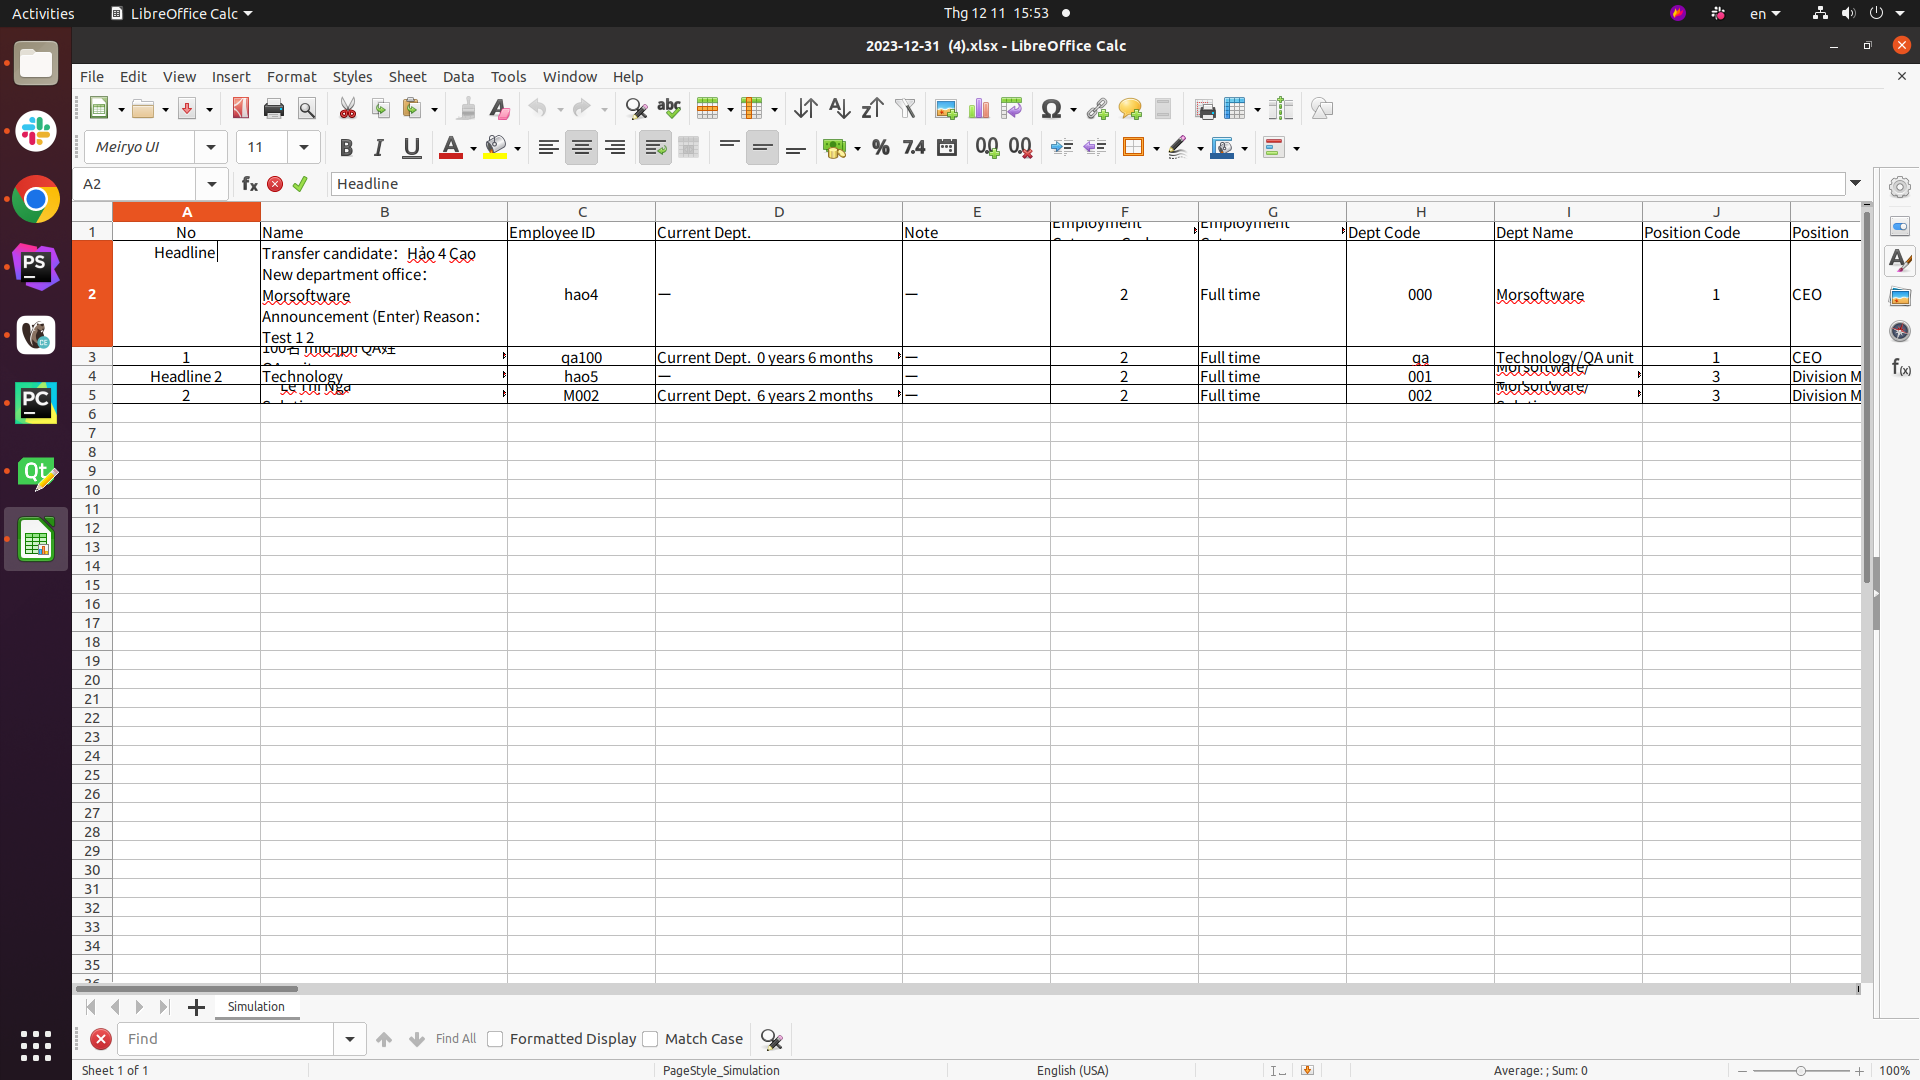 Activities LibreOffice Calc Thg 12 11 15:53 en
2023-12-31 (4).xlsx - LibreOffice Calc
File Edit View Insert Format Styles Sheet Data Tools Window Help
Meiryo UI 11
A2 Headline
A B C D E F G H I J
1 No Name Employee ID Current Dept. Note Employment Employment Dept Code Dept Name Position Code Position
2 Headline Transfer candidate：Hảo 4 Cao
New department office：
Morsoftware
Announcement (Enter) Reason：
Test 1 2
hao4 — — 2 Full time 000 Morsoftware 1 CEO
3 1 qa100 Current Dept. 0 years 6 months — 2 Full time qa Technology/QA unit 1 CEO
4 Headline 2 Technology hao5 — — 2 Full time 001 Morsoftware/ 3 Division M
5 2 Le Thi Nga M002 Current Dept. 6 years 2 months — 2 Full time 002 Morsoftware/ 3 Division M
6
7
8
9
10
11
12
13
14
15
16
17
18
19
20
21
22
23
24
25
26
27
28
29
30
31
32
33
34
35
36
Simulation
Find Find All Formatted Display Match Case
Sheet 1 of 1 PageStyle_Simulation English (USA) Average: ; Sum: 0 100%